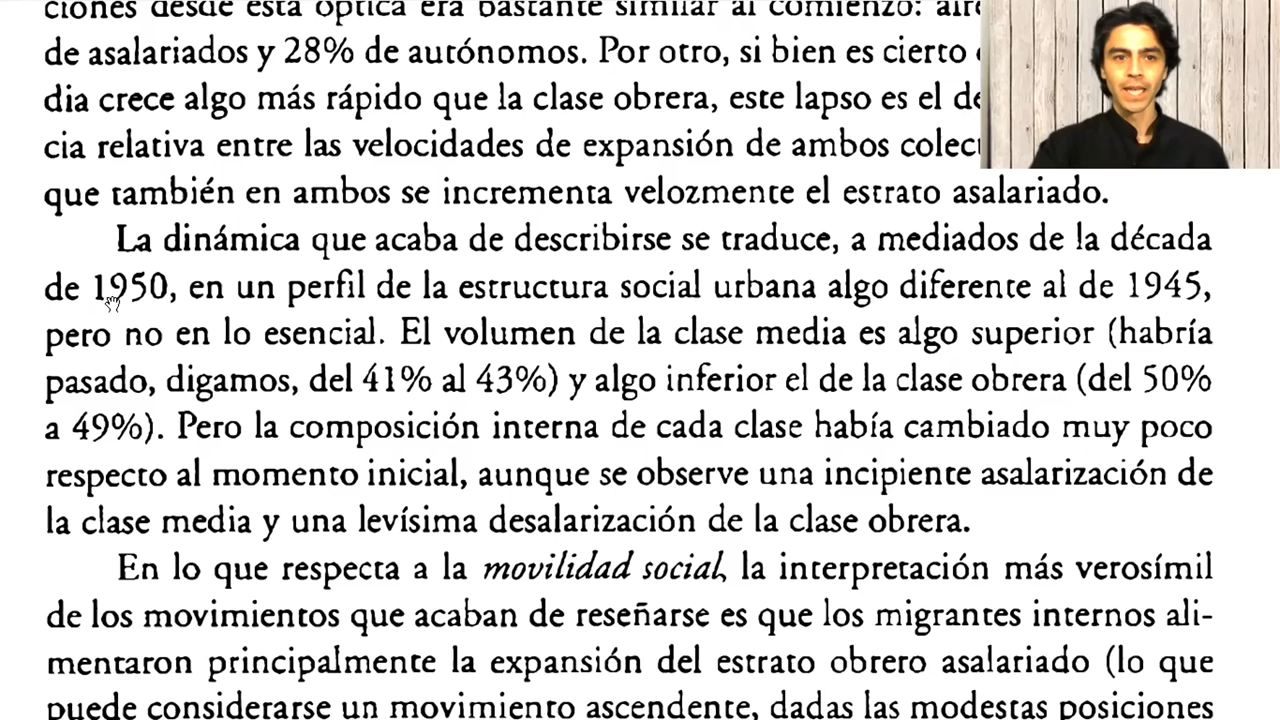 ciones desde esta óptica era bastante similar al comienzo:
de asalariados y 28% de autónomos. Por otro, si bien es cierto
dia crece algo más rápido que la clase obrera, este lapso es el
cia relativa entre las velocidades de expansión de ambos
que también en ambos se incrementa velozmente el estrato asalariado.
La dinámica que acaba de describirse se traduce, a mediados de la década
de 1950, en un perfil de la estructura social urbana algo diferente al de 1945,
pero no en lo esencial. El volumen de la clase media es algo superior (habría
pasado, digamos, del 41% al 43%) y algo inferior el de la clase obrera (del 50%
a 49%). Pero la composición interna de cada clase había cambiado muy poco
respecto al momento inicial, aunque se observe una incipiente asalarización de
la clase media y una levísima desalarización de la clase obrera.
En lo que respecta a la movilidad social, la interpretación más verosímil
de los movimientos que acaban de reseñarse es que los migrantes internos ali-
mentaron principalmente la expansión del estrato obrero asalariado (lo que
puede considerarse un movimiento ascendente, dadas las modestas posiciones